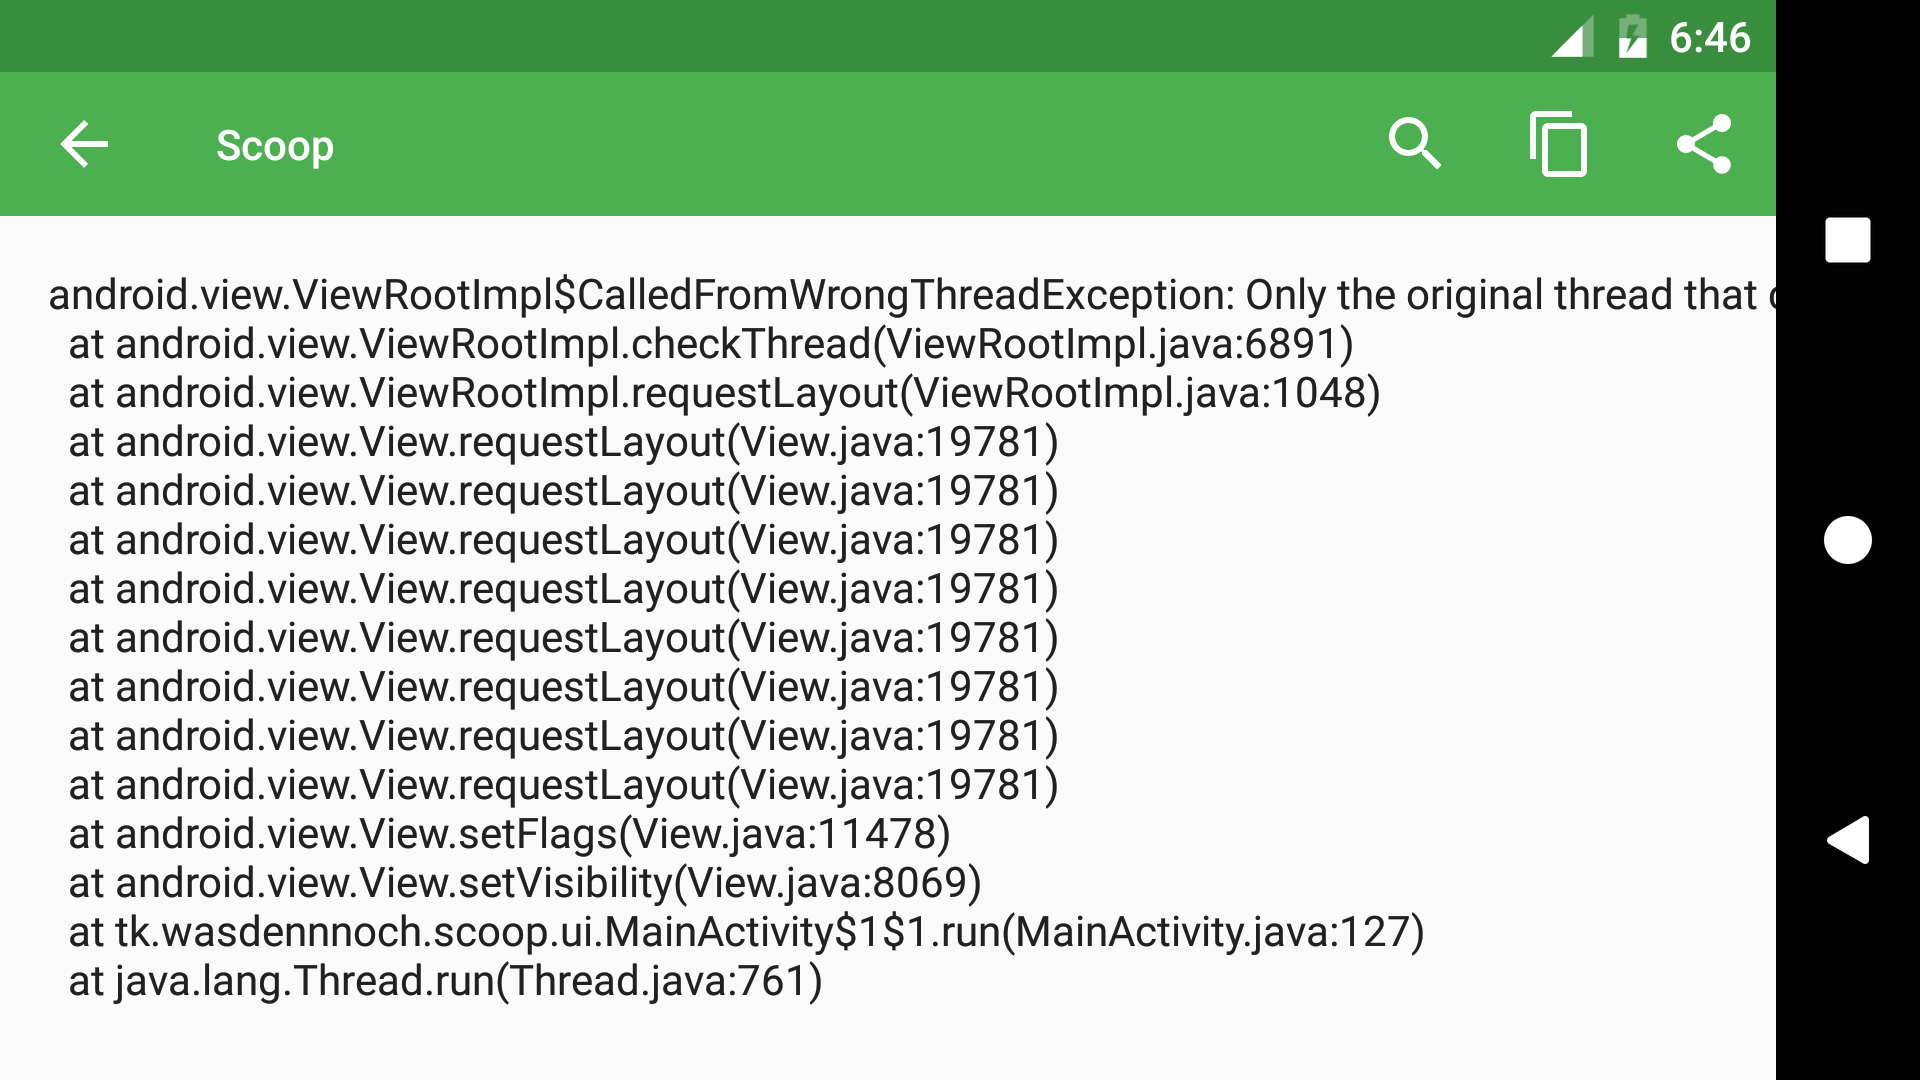 6:46
Scoop
android.view.ViewRootImpl$CalledFromWrongThreadException: Only the original thread that
at android.view.ViewRootImpl.checkThread(ViewRootImpl.java:6891)
at android.view.ViewRootImpl.requestLayout(ViewRootImpl.java:1048)
at android.view.View.requestLayout(View.java:19781)
at android.view.View.requestLayout(View.java:19781)
at android.view.View.requestLayout(View.java:19781)
at android.view.View.requestLayout(View.java:19781)
at android.view.View.requestLayout(View.java:19781)
at android.view.View.requestLayout(View.java:19781)
at android.view.View.requestLayout(View.java:19781)
at android.view.View.requestLayout(View.java:19781)
at android.view.View.setFlags(View.java:11478)
at android.view.View.setVisibility(View.java:8069)
at tk.wasdennnoch.scoop.ui.MainActivity$1$1.run(MainActivity.java:127)
at java.lang.Thread.run(Thread.java:761)